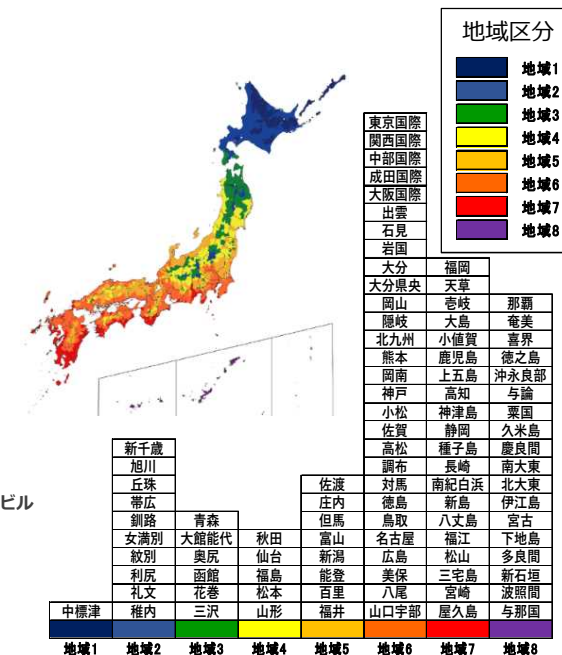 地域区分
地域1
地域2
地域3
地域4
地域5
地域6
地域7
地域8
東京国際
関西国際
中部国際
成田国際
大阪国際
出雲
石見
岩国
大分 福岡
大分県央 天草
岡山 壱岐 那覇
隠岐 大島 奄美
北九州 小値賀 喜界
熊本 鹿児島 徳之島
岡南 上五島 沖永良部
神戸 高知 与論
小松 神津島 粟国
佐賀 静岡 久米島
新千歳 高松 種子島 慶良間
旭川 調布 長崎 南大東
丘珠 佐渡 対馬 南紀白浜 北大東
ビル 帯広 庄内 徳島 新島 伊江島
釧路 青森 但馬 鳥取 八丈島 宮古
女満別 大館能代 秋田 富山 名古屋 福江 下地島
紋別 奥尻 仙台 新潟 広島 松山 多良間
利尻 函館 福島 能登 美保 三宅島 新石垣
礼文 花巻 松本 百里 八尾 宮崎 波照間
中標津 稚内 三沢 山形 福井 山口宇部 屋久島 与那国
地域1 地域2 地域3 地域4 地域5 地域6 地域7 地域8